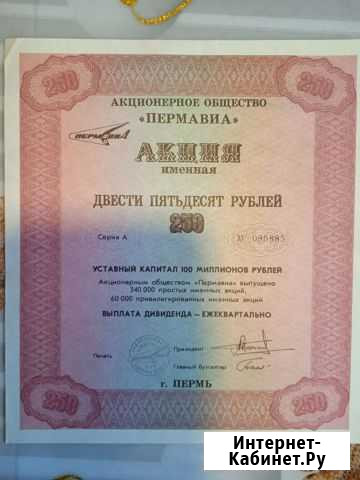 250 250
АКЦИОНЕРНОЕ ОБЩЕСТВО
«ПЕРМАВИА»
ПЕРМАВИА
АКЦИЯ
именная
ДВЕСТИ ПЯТЬДЕСЯТ РУБЛЕЙ
250
Серия А № 095885
УСТАВНЫЙ КАПИТАЛ 100 МИЛЛИОНОВ РУБЛЕЙ
Акционерным обществом «Пермавиа» выпущено
340 000 простых именных акций,
60 000 привилегированных именных акций
ВЫПЛАТА ДИВИДЕНДА — ЕЖЕКВАРТАЛЬНО
Президент
Печать
Главный бухгалтер
г. ПЕРМЬ
250 250
Интернет-
Кабинет.Ру